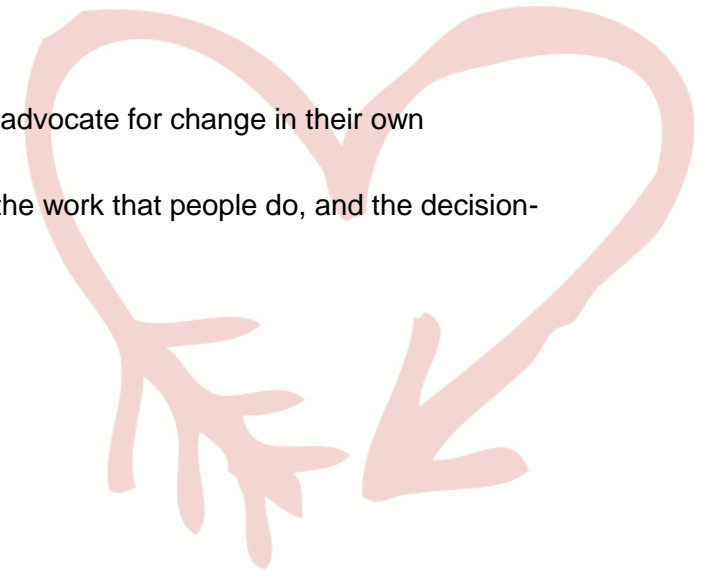 advocate for change in their own
the work that people do, and the decision-